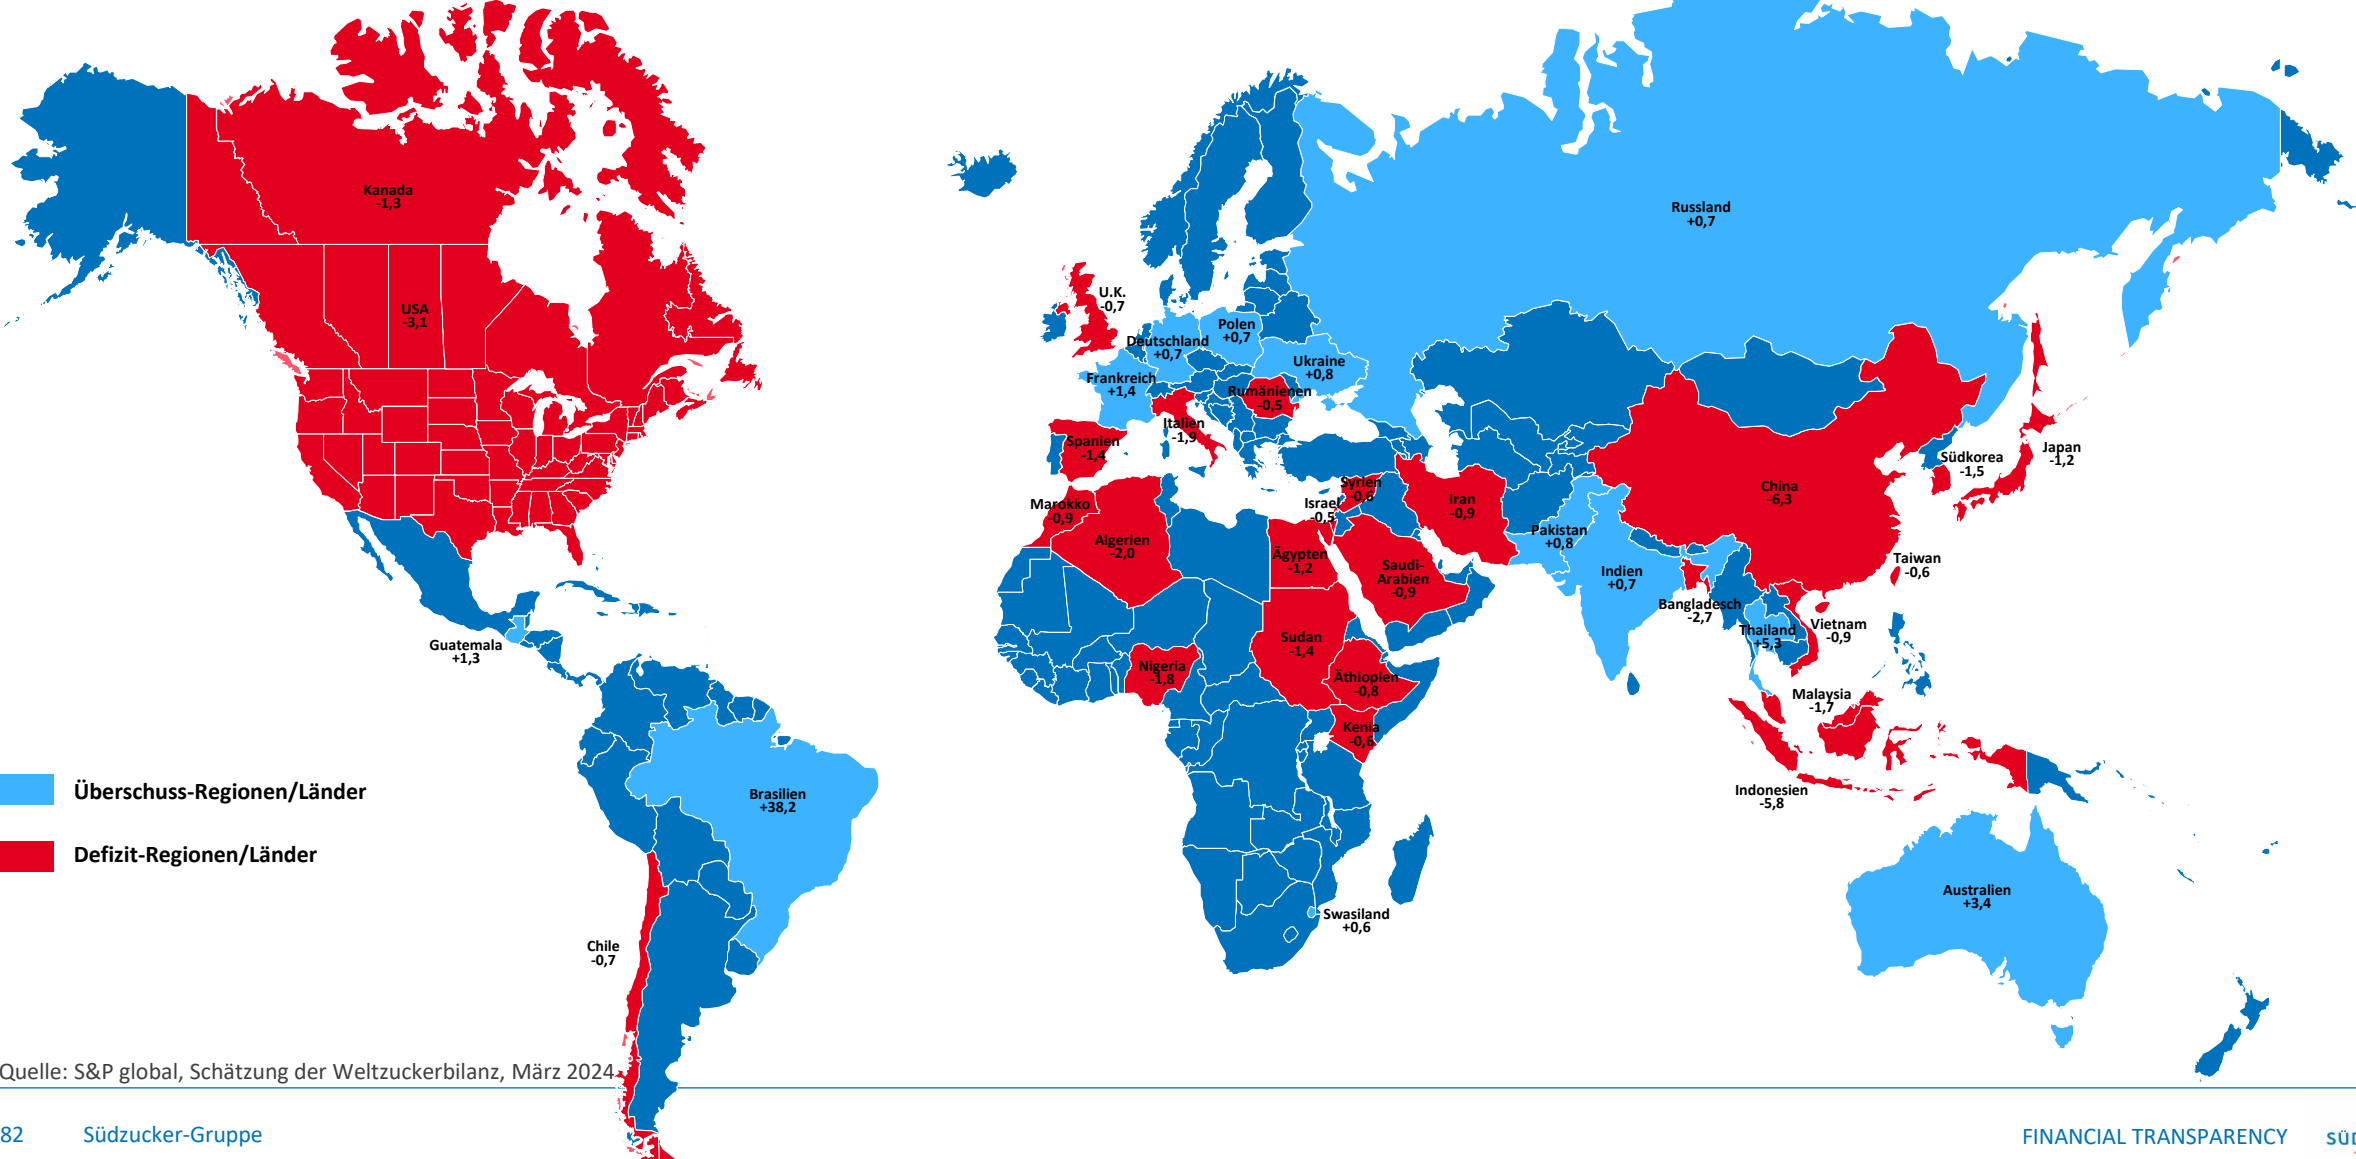 Kanada
-1,3
Russland
+0,7
USA
-3,1
U.K.
-0,7
Polen
+0,7
Deutschland
+0,7
Ukraine
+0,8
Frankreich
+1,4
Rumänienen
-0,5
Italien
-1,9
Spanien
-1,4
Japan
-1,2
Südkorea
-1,5
China
-6,3
Syrien
-0,6
Israel
-0,5
Iran
-0,9
Marokko
-0,9
Algerien
-2,0
Ägypten
-1,2
Saudi-
Arabien
-0,9
Pakistan
+0,8
Indien
+0,7
Taiwan
-0,6
Bangladesch
-2,7
Thailand
+5,3
Vietnam
-0,9
Guatemala
+1,3
Sudan
-1,4
Nigeria
-1,8
Äthiopien
-0,8
Kenia
-0,6
Malaysia
-1,7
Indonesien
-5,8
Brasilien
+38,2
Überschuss-Regionen/Länder
Defizit-Regionen/Länder
Australien
+3,4
Swasiland
+0,6
Chile
-0,7
Quelle: S&P global, Schätzung der Weltzuckerbilanz, März 2024
82 Südzucker-Gruppe FINANCIAL TRANSPARENCY